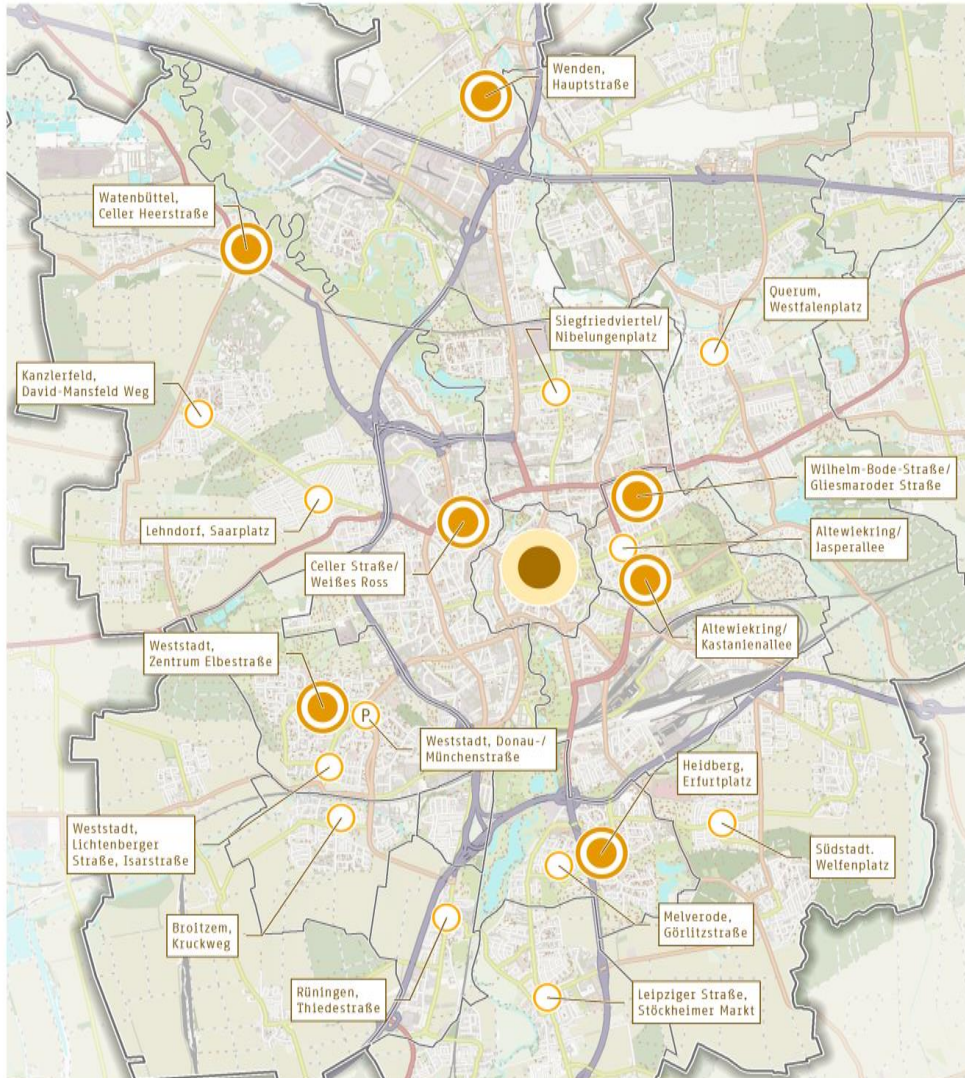 Wenden,
Hauptstraße
Watenbüttel,
Celler Heerstraße
Querum,
Westfalenplatz
Siegfriedviertel/
Nibelungenplatz
Kanzlerfeld,
David-Mansfeld Weg
Wilhelm-Bode-Straße/
Gliesmaroder Straße
Lehndorf, Saarplatz
Altewiekring/
Jasperallee
Celler Straße/
Weißes Ross
Altewiekring/
Kastanienallee
Weststadt,
Zentrum Elbestraße
P
Weststadt, Donau-/
Münchenstraße
Heidberg,
Erfurtplatz
Weststadt,
Lichtenberger
Straße, Isarstraße
Südstadt.
Welfenplatz
Broitzem,
Kruckweg
Melverode,
Görlitzstraße
Rüningen,
Thiedestraße
Leipziger Straße,
Stöckheimer Markt